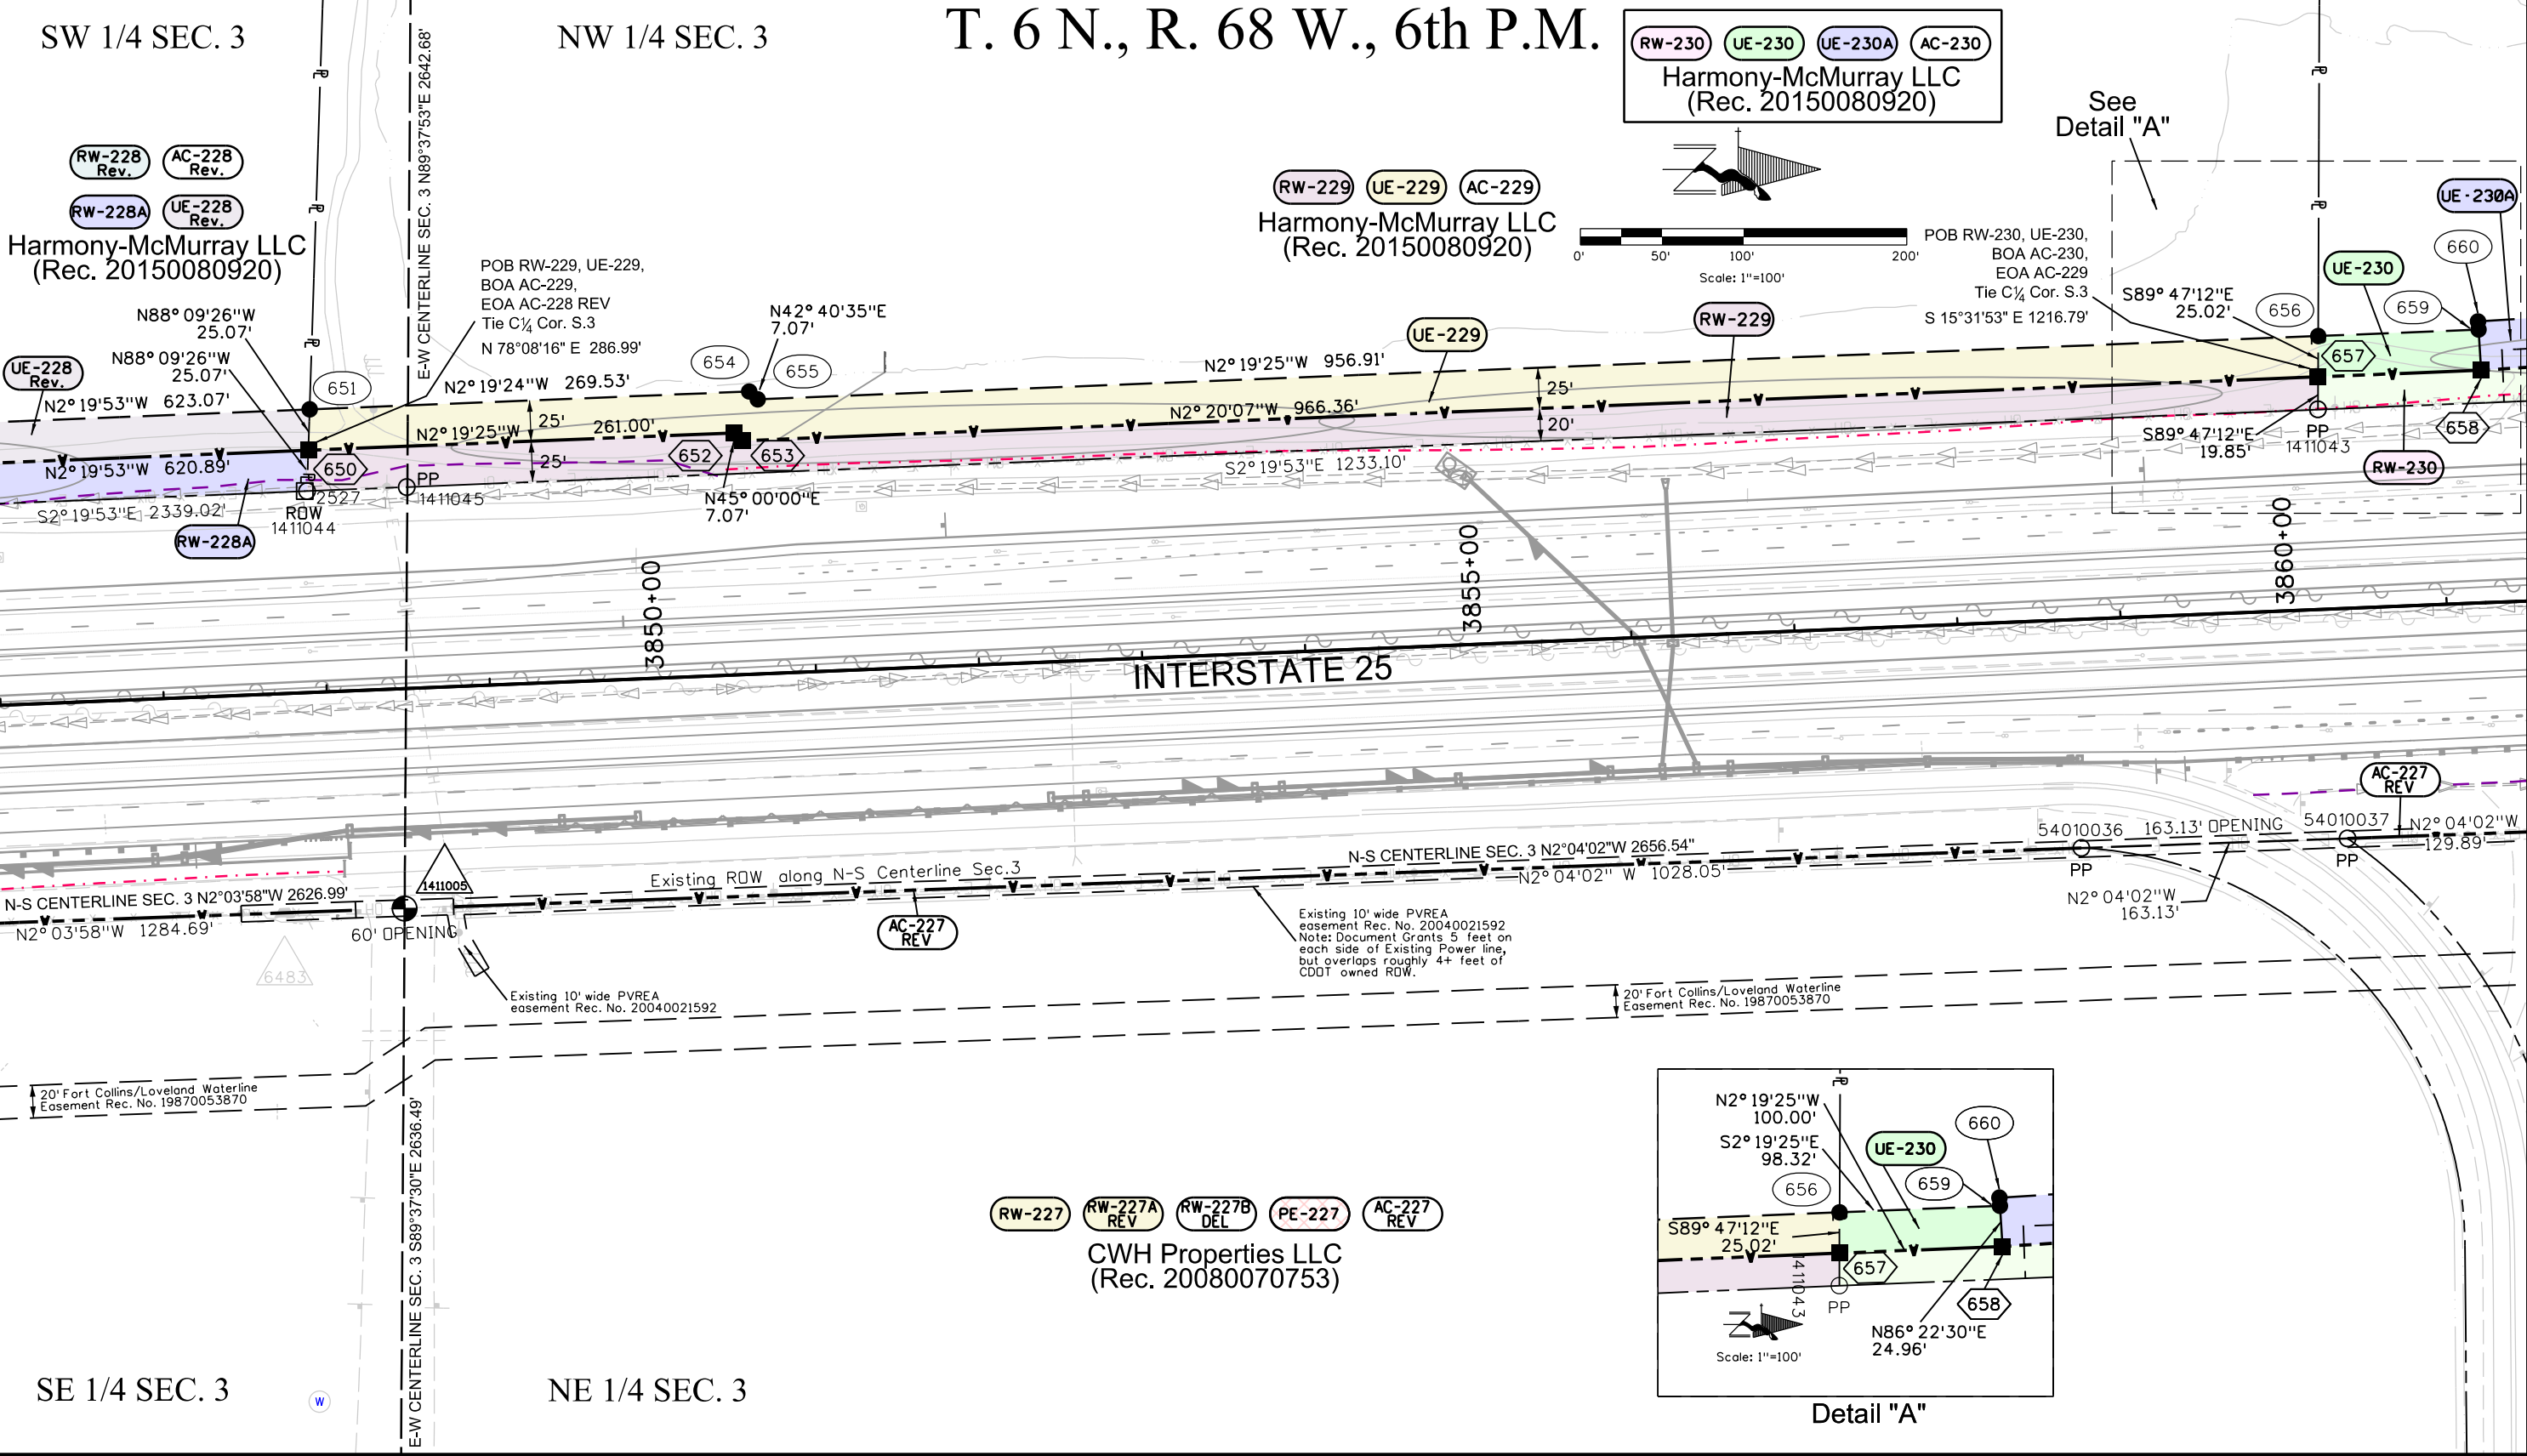 SW 1/4 SEC. 3
NW 1/4 SEC. 3
T. 6 N., R. 68 W., 6th P.M.
E-W CENTERLINE SEC. 3 N89°37'53"E 2642.68'
RW-230
UE-230
UE-230A
AC-230
Harmony-McMurray LLC
(Rec. 20150080920)
See
Detail "A"
RW-228
Rev.
AC-228
Rev.
RW-228A
UE-228
Rev.
Harmony-McMurray LLC
(Rec. 20150080920)
RW-229
UE-229
AC-229
Harmony-McMurray LLC
(Rec. 20150080920)
0'
50'
100'
200'
Scale: 1"=100'
POB RW-229, UE-229,
BOA AC-229,
EOA AC-228 REV
Tie C¼ Cor. S.3
N 78°08'16" E 286.99'
POB RW-230, UE-230,
BOA AC-230,
EOA AC-229
Tie C¼ Cor. S.3
S 15°31'53" E 1216.79'
UE-230A
660
UE-230
659
S89° 47'12"E
25.02'
656
657
N88° 09'26"W
25.07'
N88° 09'26"W
25.07'
UE-228
Rev.
651
N2° 19'53"W 623.07'
N2° 19'24"W 269.53'
654
655
N42° 40'35"E
7.07'
UE-229
RW-229
N2° 19'25"W 956.91'
25'
20'
N2° 20'07"W 966.36'
25'
25'
N2° 19'25"W 261.00'
N2° 19'53"W 620.89'
650
652
653
S2° 19'53"E 1233.10'
S89° 47'12"E
19.85'
PP
1411043
658
RW-230
S2° 19'53"E 2339.02'
2527
ROW
1411044
PP
1411045
N45° 00'00"E
7.07'
RW-228A
3850+00
3855+00
3860+00
INTERSTATE 25
AC-227
REV
54010036
163.13' OPENING
54010037
N2° 04'02"W
129.89'
PP
PP
N2° 04'02"W
163.13'
N-S CENTERLINE SEC. 3 N2°03'58"W 2626.99'
N2° 03'58"W 1284.69'
1411005
60' OPENING
Existing ROW along N-S Centerline Sec.3
N-S CENTERLINE SEC. 3 N2°04'02"W 2656.54"
N2° 04'02" W 1028.05'
AC-227
REV
6483
Existing 10' wide PVREA
easement Rec. No. 20040021592
Note: Document Grants 5 feet on
each side of Existing Power line,
but overlaps roughly 4+ feet of
CDOT owned ROW.
Existing 10' wide PVREA
easement Rec. No. 20040021592
20' Fort Collins/Loveland Waterline
Easement Rec. No. 19870053870
20' Fort Collins/Loveland Waterline
Easement Rec. No. 19870053870
E-W CENTERLINE SEC. 3 S89°37'30"E 2636.49'
RW-227
RW-227A
REV
RW-227B
DEL
PE-227
AC-227
REV
CWH Properties LLC
(Rec. 20080070753)
N2° 19'25"W
100.00'
S2° 19'25"E
98.32'
UE-230
660
656
659
S89° 47'12"E
25.02'
657
1411043
PP
658
N86° 22'30"E
24.96'
Scale: 1"=100'
Detail "A"
SE 1/4 SEC. 3
W
NE 1/4 SEC. 3